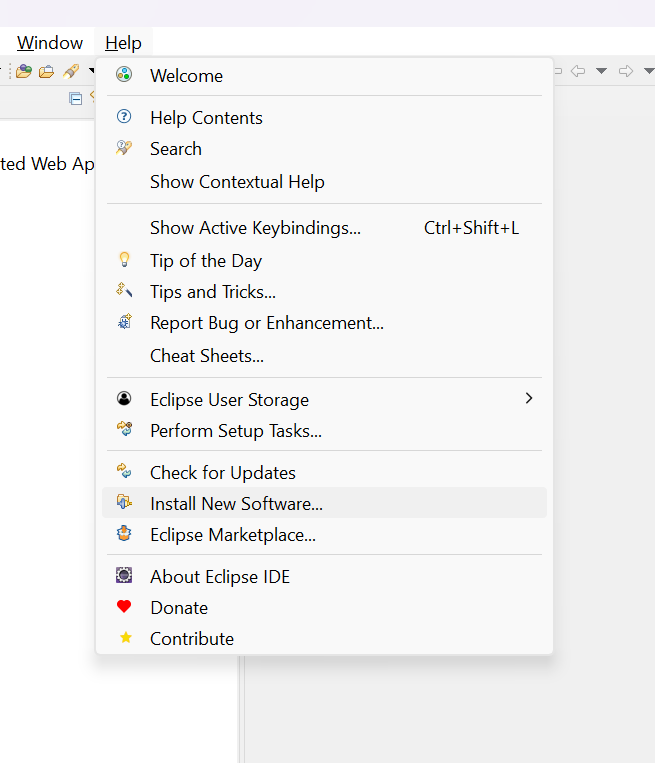 Window Help
Welcome
Help Contents
ted Web Ap
Search
Show Contextual Help
Show Active Keybindings... Ctrl+Shift+L
Tip of the Day
Tips and Tricks...
Report Bug or Enhancement...
Cheat Sheets...
Eclipse User Storage
Perform Setup Tasks...
Check for Updates
Install New Software...
Eclipse Marketplace...
About Eclipse IDE
Donate
Contribute